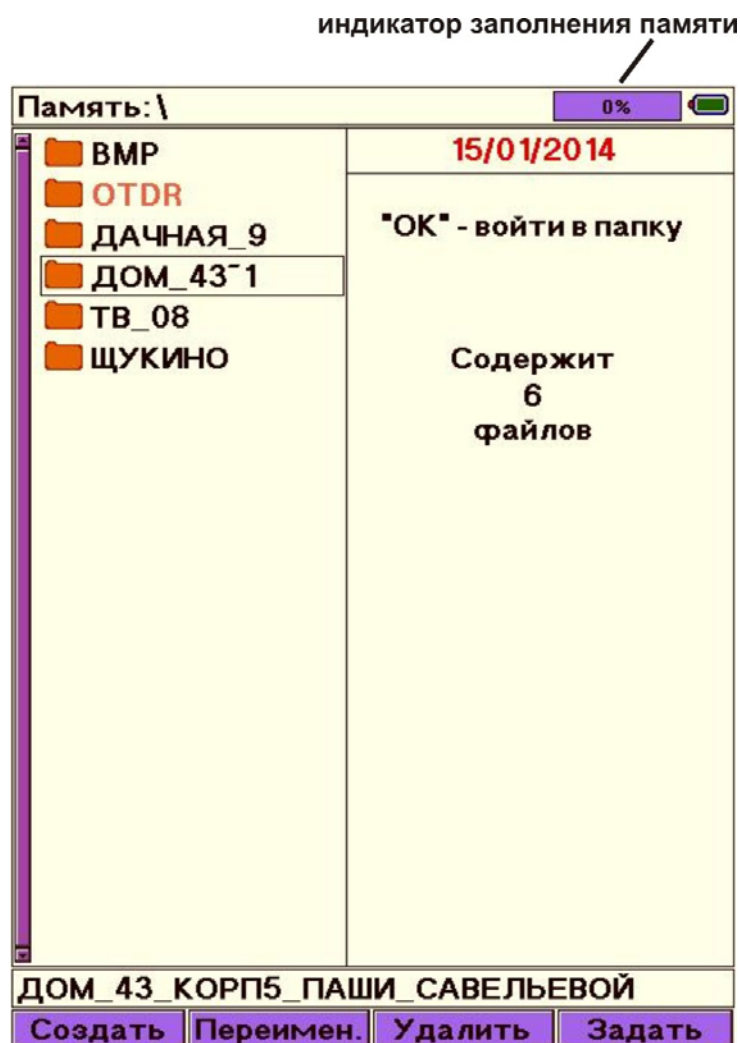 индикатор заполнения памяти
Память:\
0%
BMP
OTDR
ДАЧНАЯ_9
ДОМ_43~1
ТВ_08
ЩУКИНО
15/01/2014
"ОК" - войти в папку
Содержит
6
файлов
ДОМ_43_КОРП5_ПАШИ_САВЕЛЬЕВОЙ
Создать Переимен. Удалить Задать